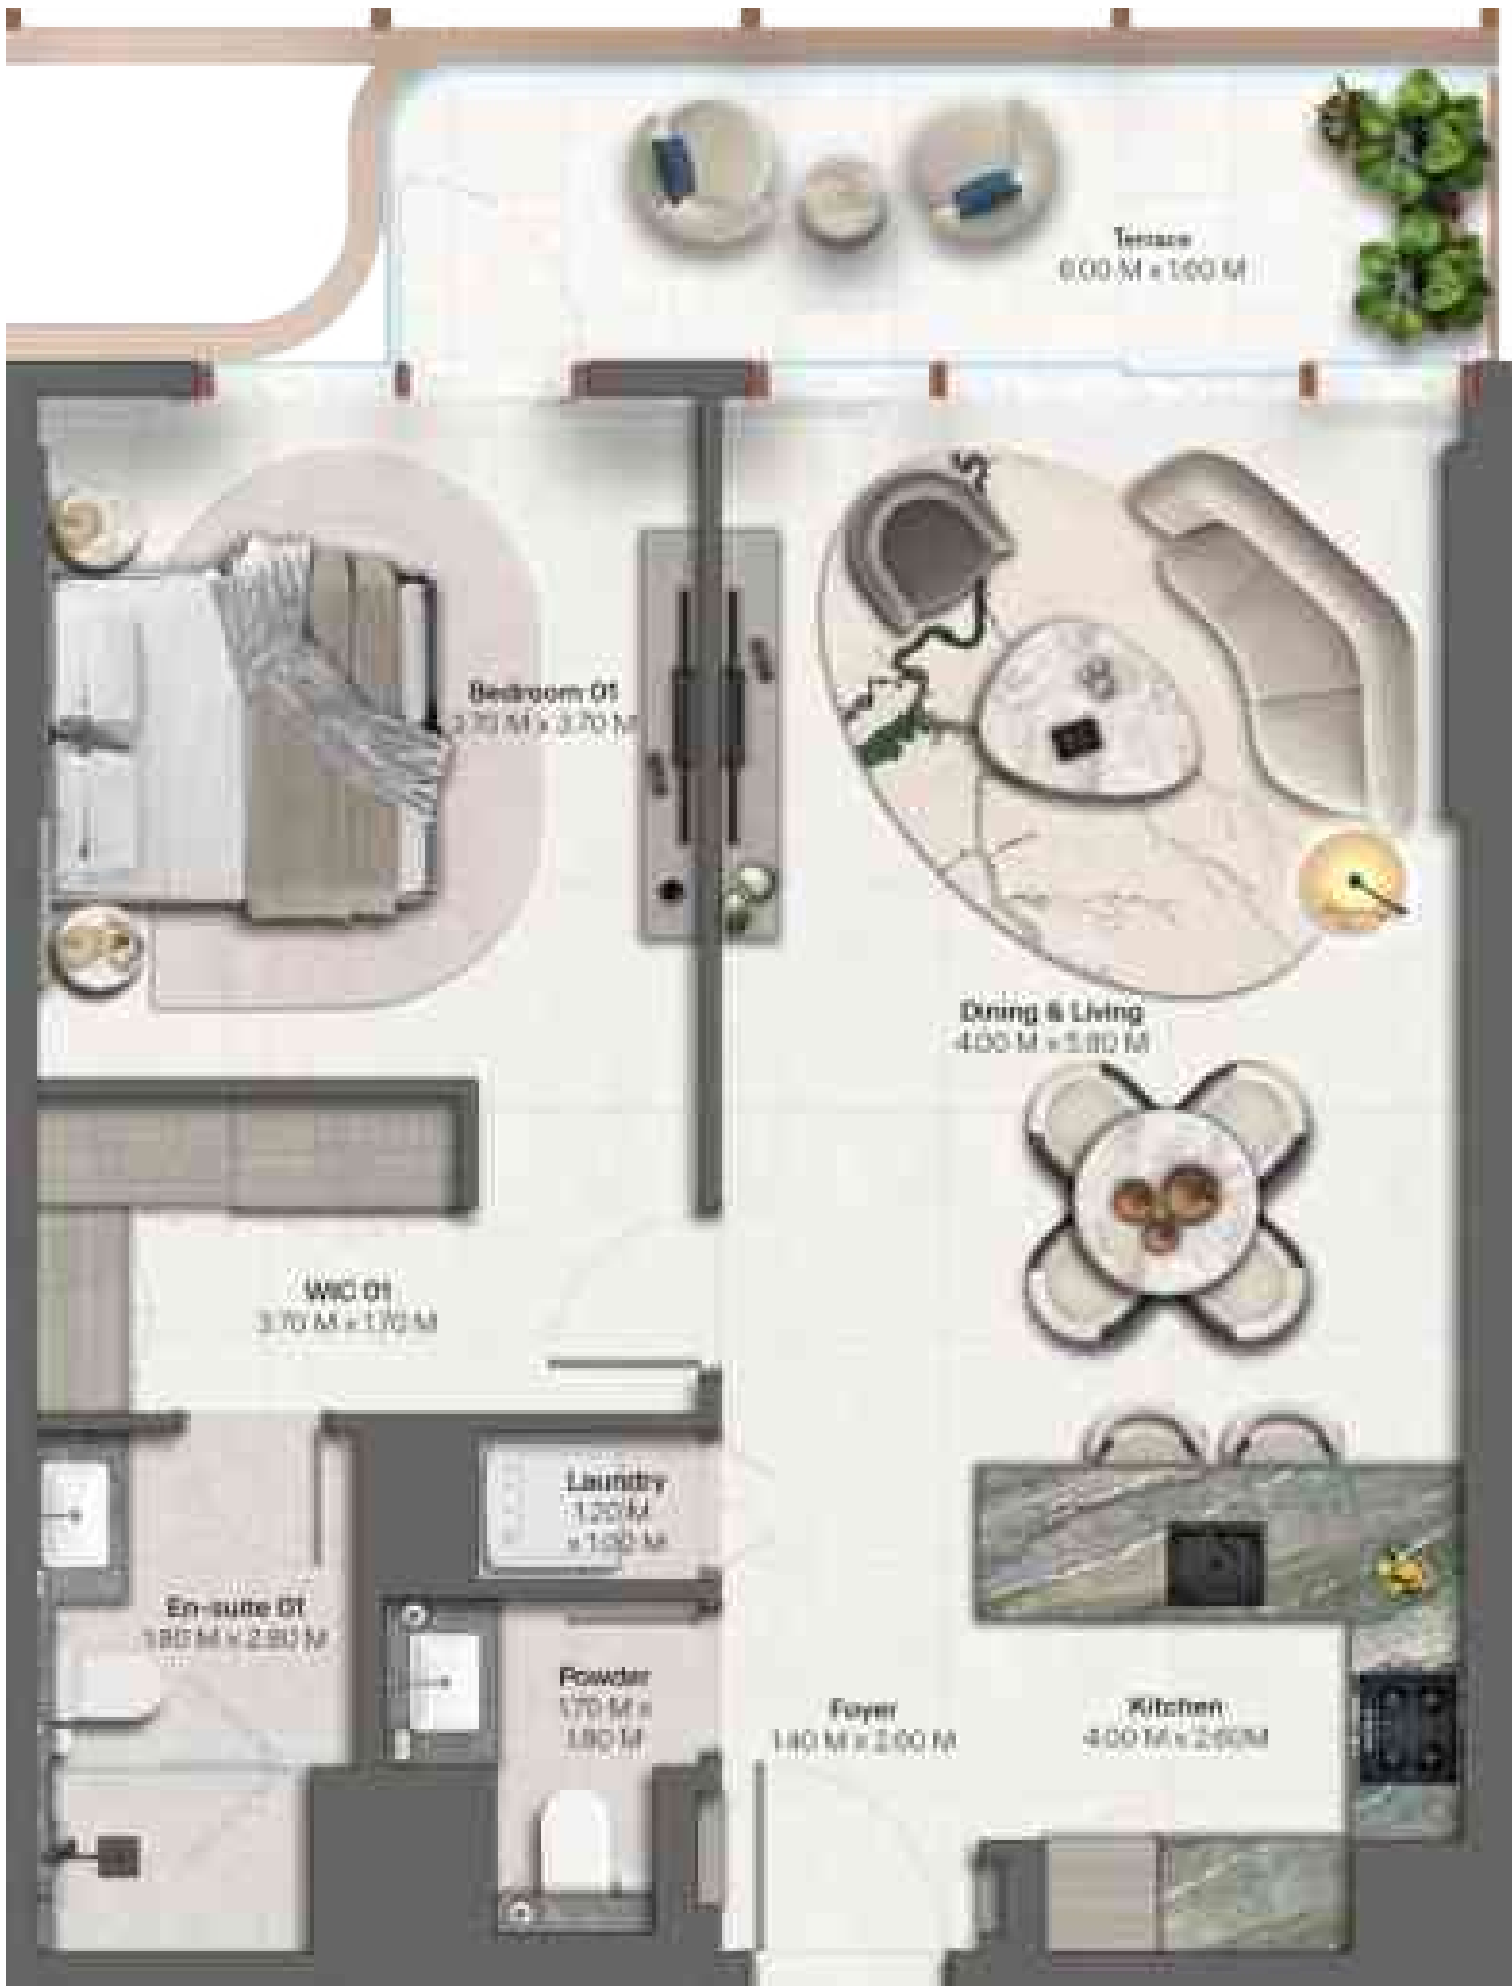 Terrace
6.00 M x 1.60 M
Bedroom 01
3.70 M x 3.70 M
Dining & Living
4.00 M x 5.80 M
WIC 01
3.70 M x 1.70 M
Laundry
1.20 M
x 1.00 M
En-suite 01
1.80 M x 2.80 M
Powder
1.70 M x
1.80 M
Foyer
1.40 M x 2.00 M
Kitchen
4.00 M x 2.60M